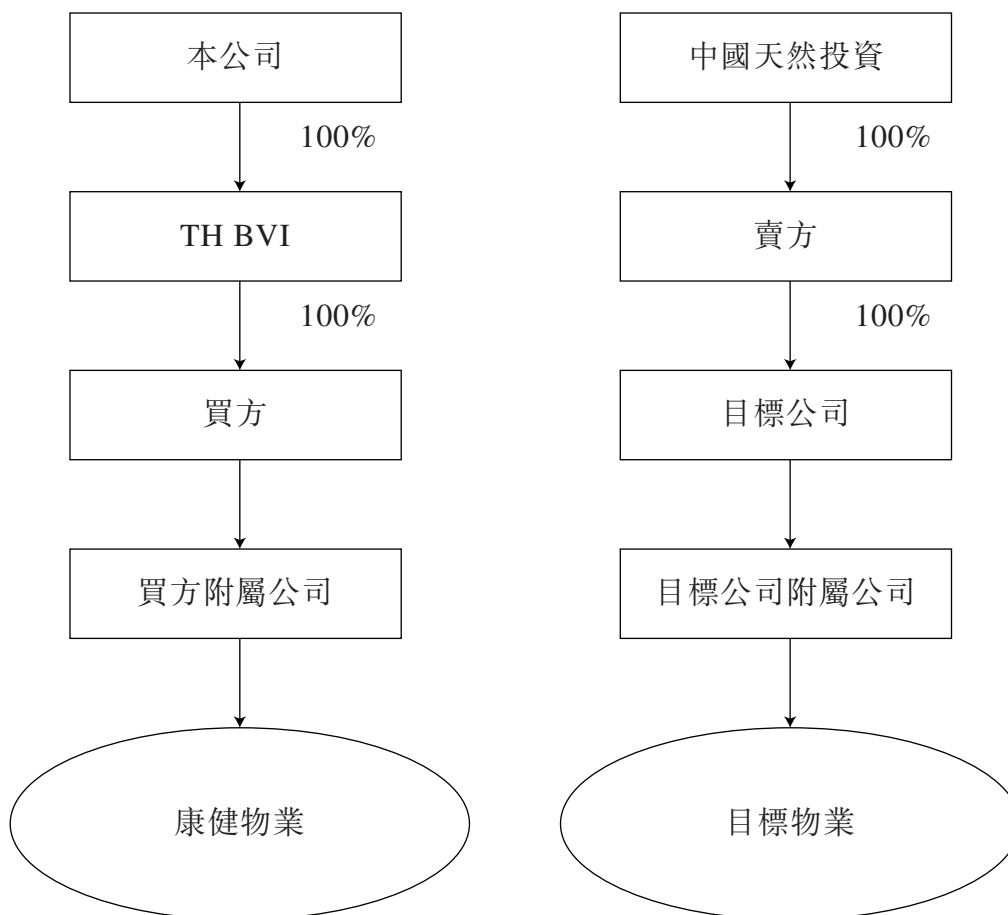 本公司
100%
TH BVI
100%
買方
買方附屬公司
康健物業
中國天然投資
100%
賣方
100%
目標公司
目標公司附屬公司
目標物業